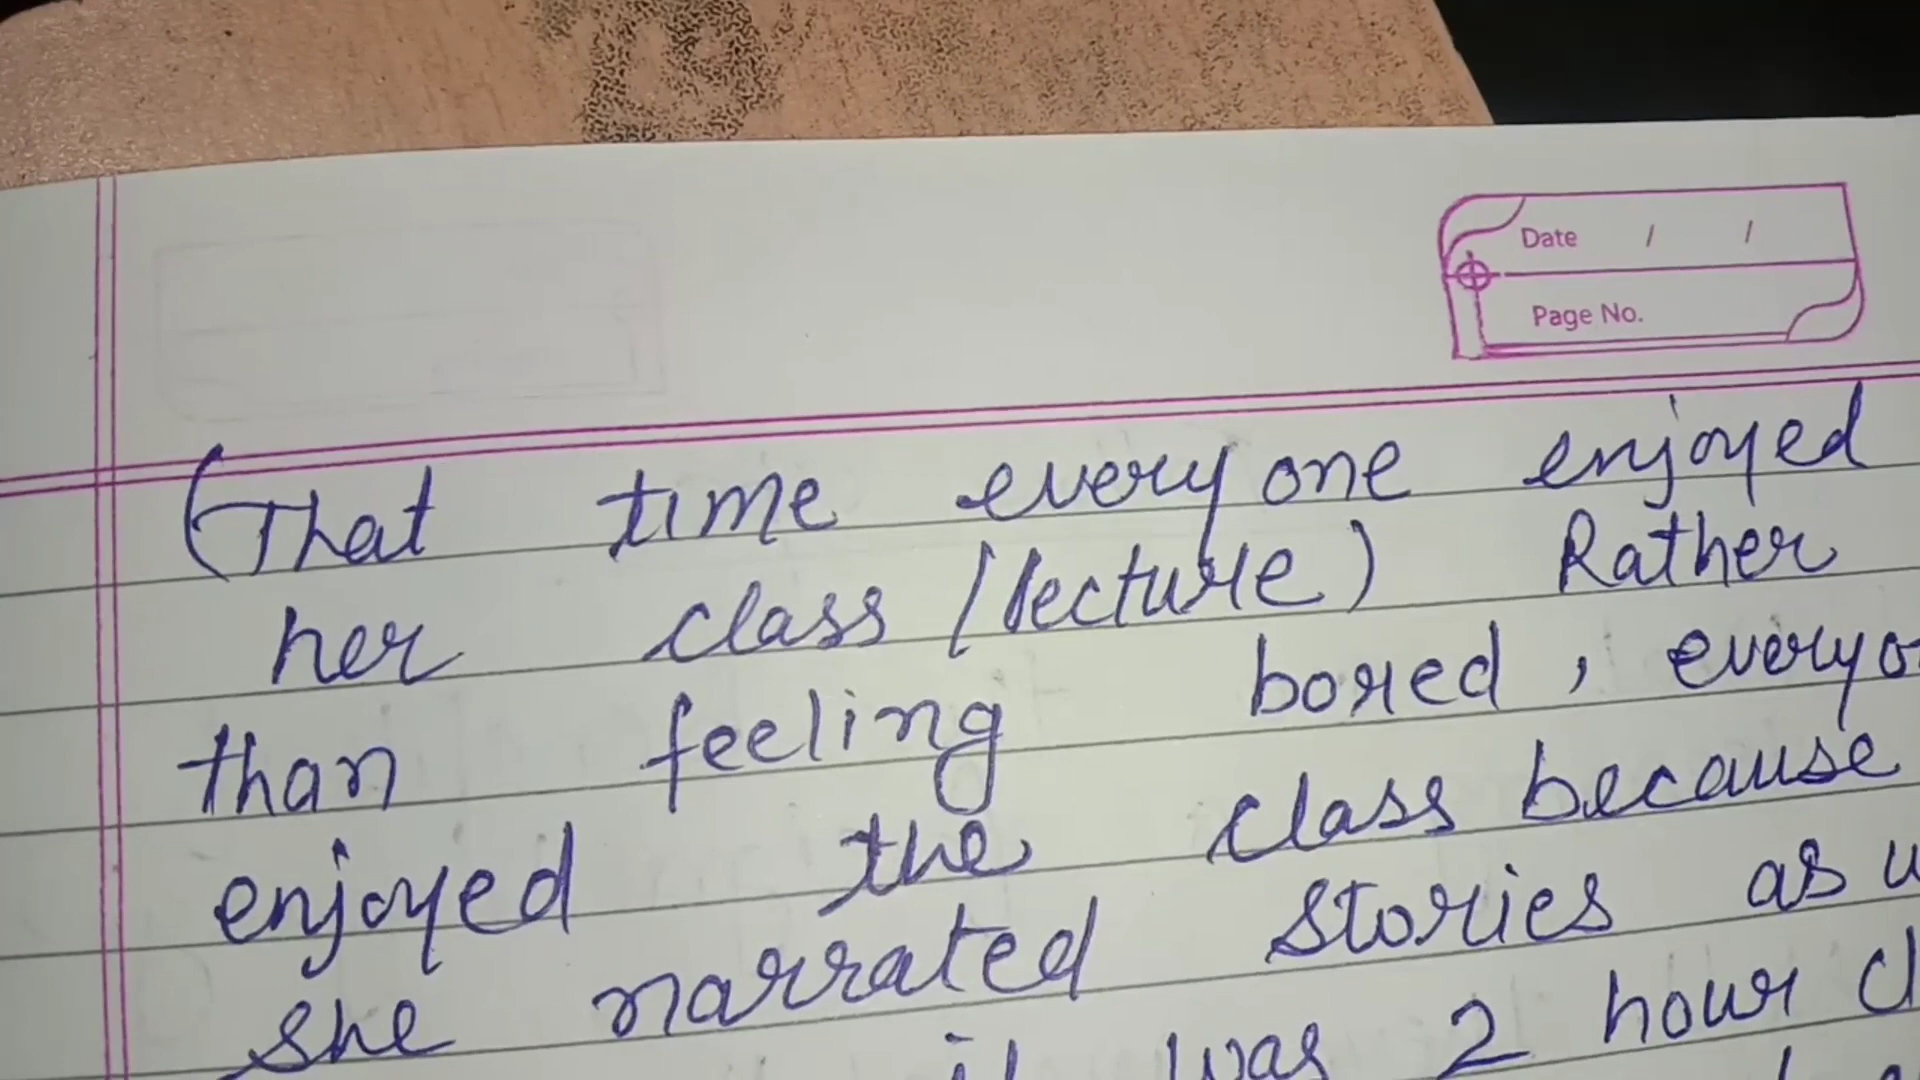 Date / /
Page No.
(That time everyone enjoyed
her class / lecture) Rather
than feeling bored, everyo
enjoyed the class because
she narrated stories as
was 2 hour